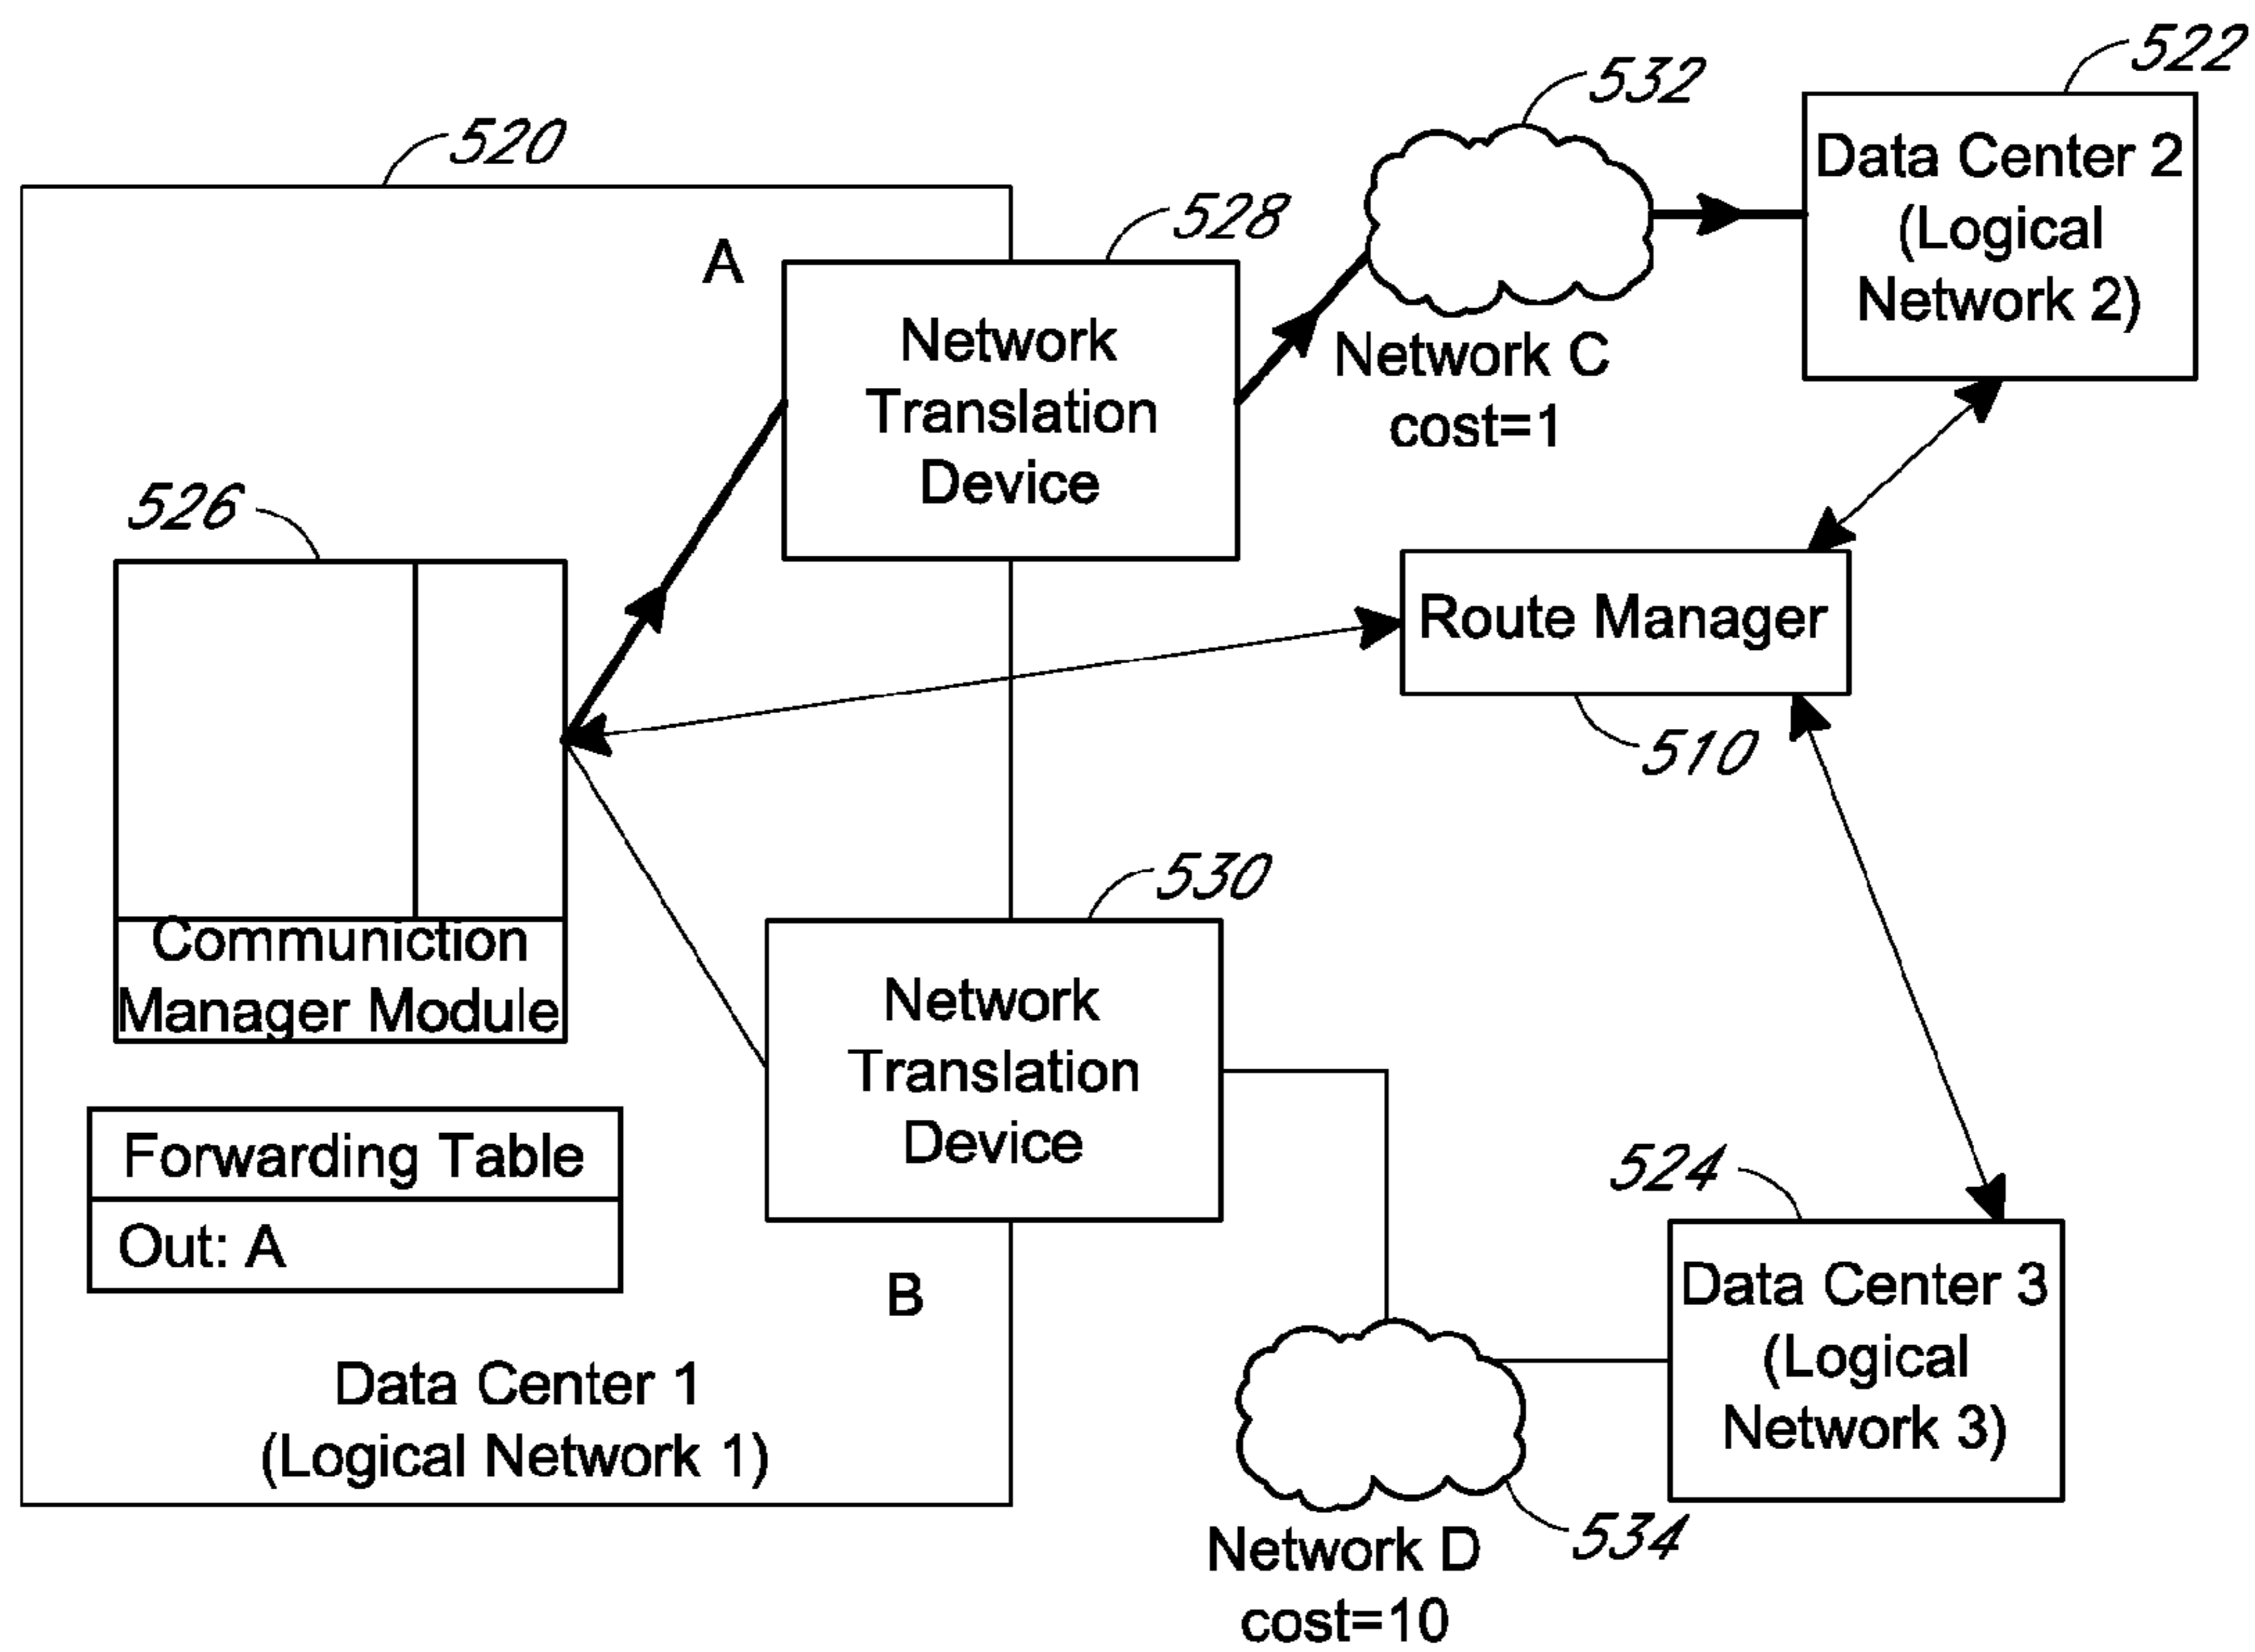 520
532
522
Data Center 2
(Logical
Network 2)
A
528
Network
Translation
Device
Network C
cost=1
526
Communiction
Manager Module
Route Manager
510
530
Network
Translation
Device
Forwarding Table
Out: A
B
Data Center 1
(Logical Network 1)
524
Data Center 3
(Logical
Network 3)
534
Network D
cost=10